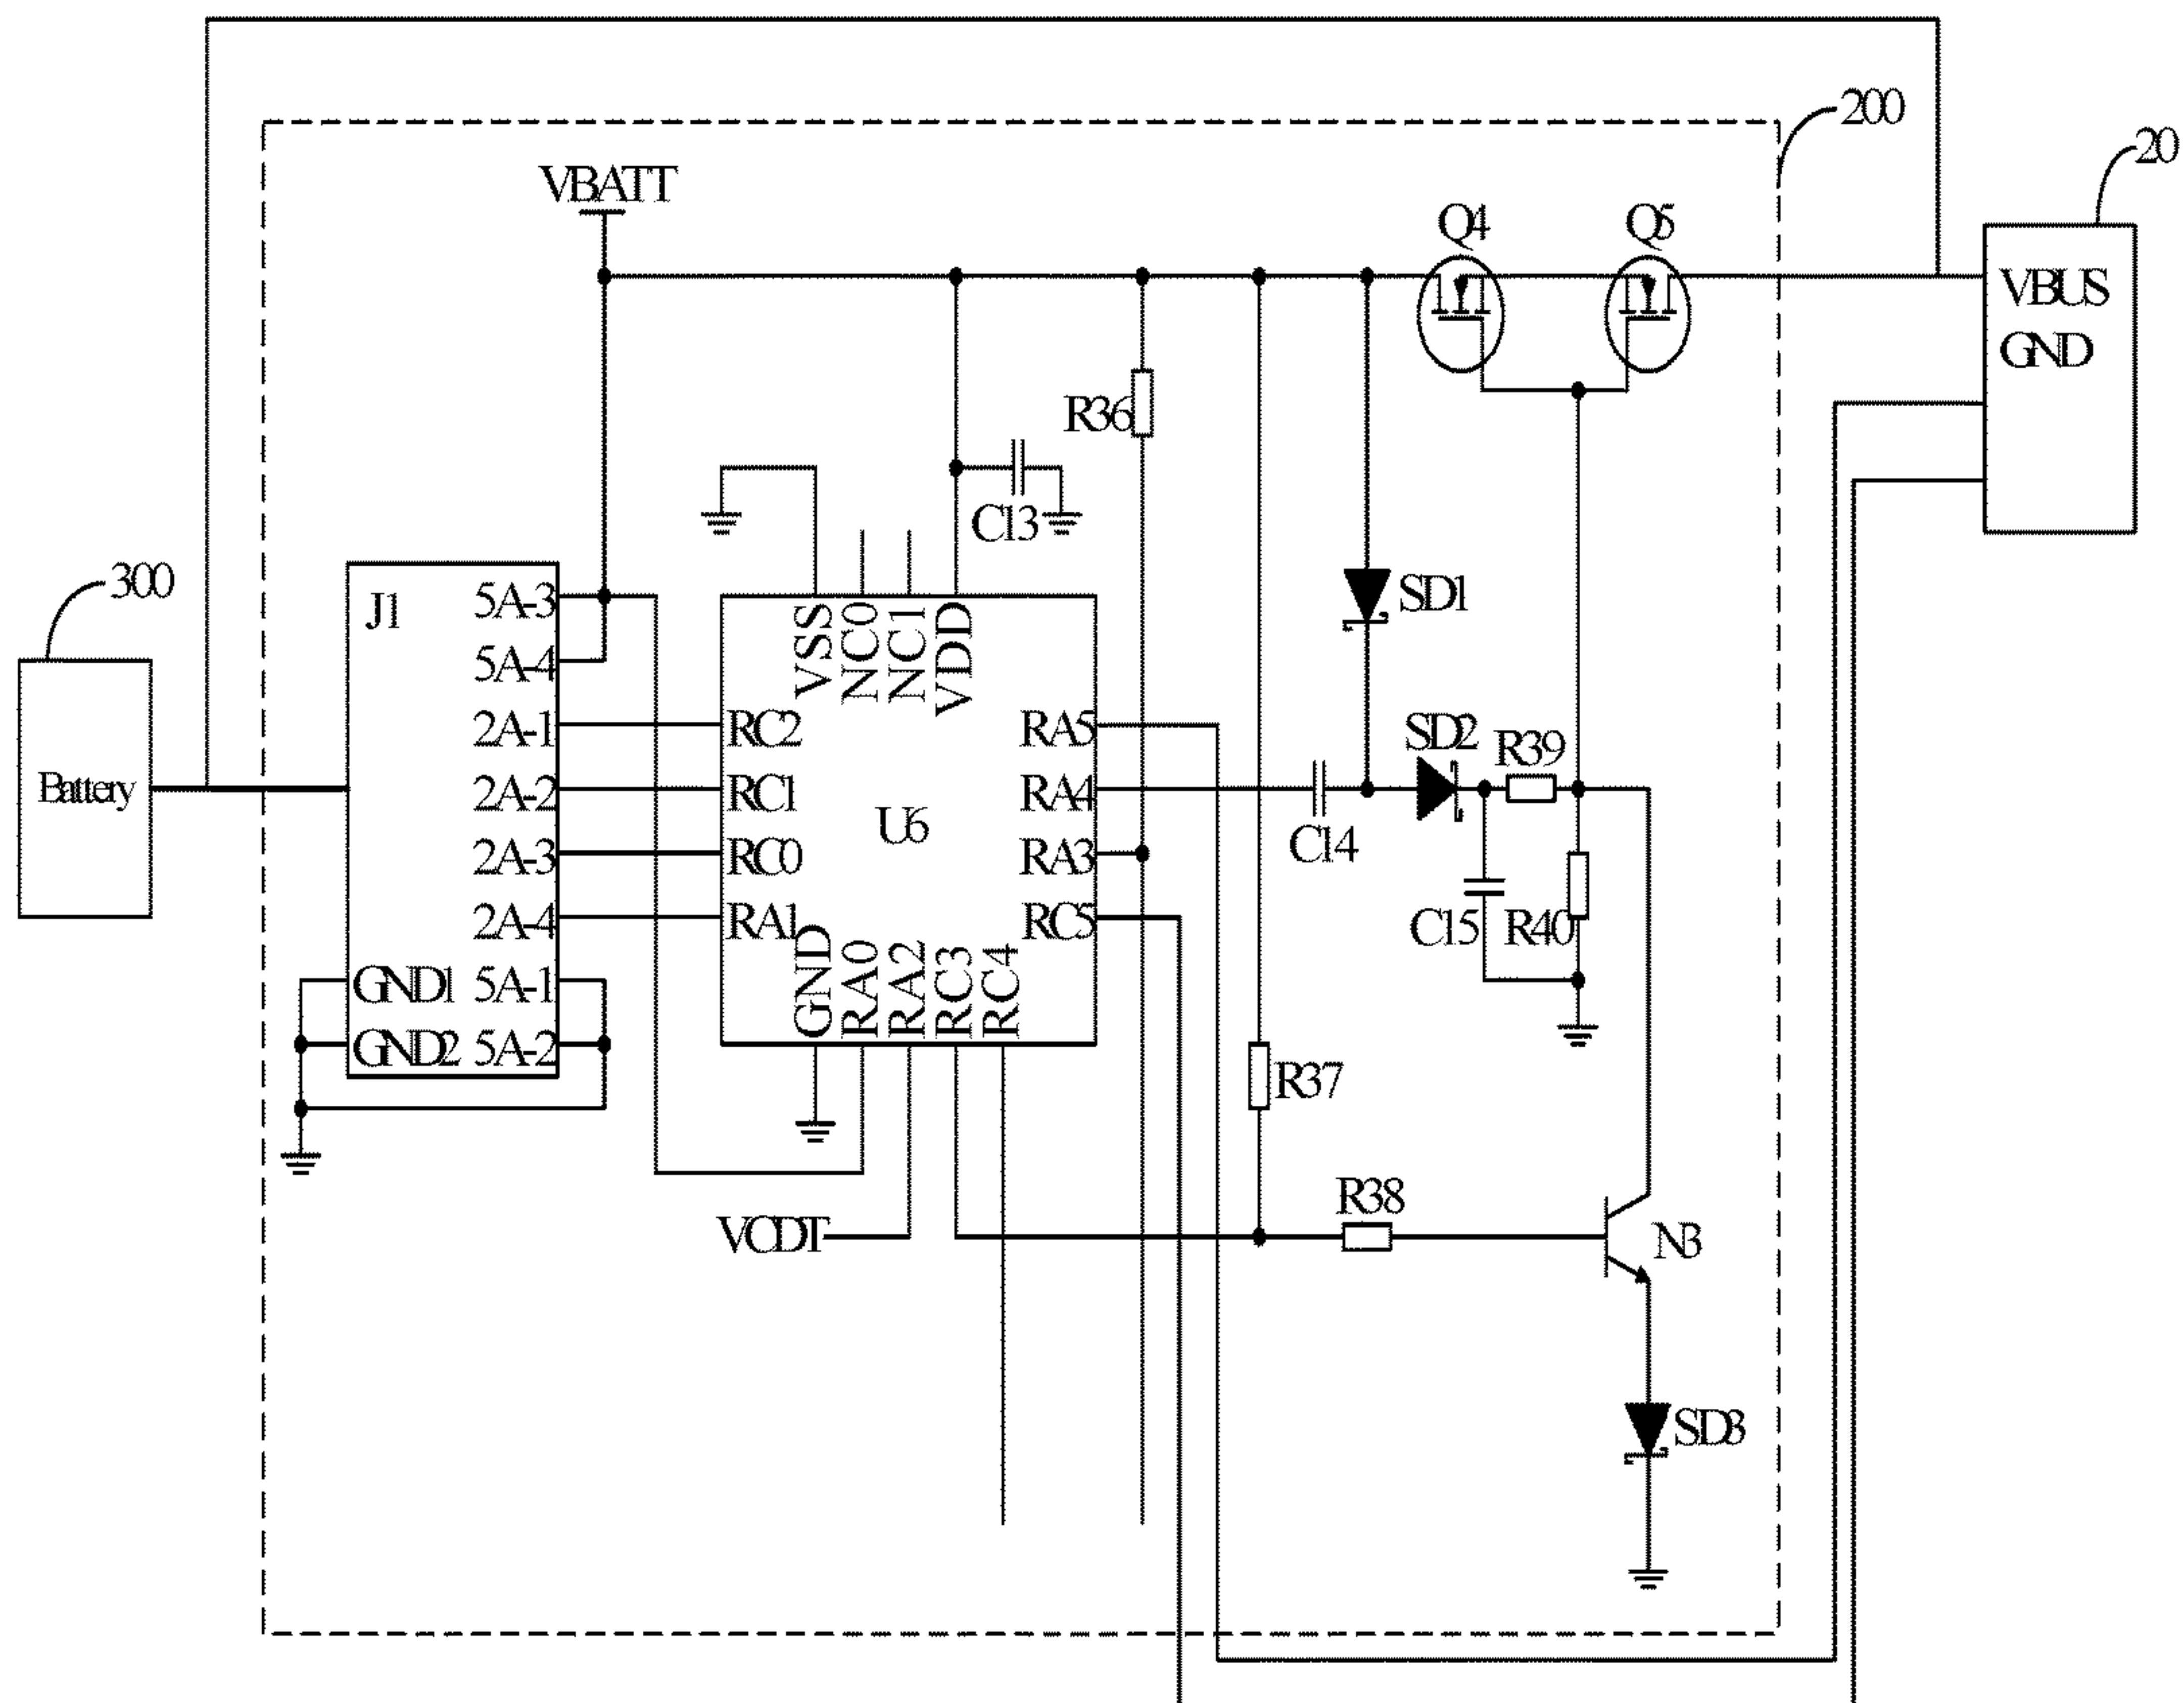 200
20
VBATT
Q4
Q5
VBUS
GND
R36
C13
300
J1
5A-3
5A-4
2A-1
2A-2
2A-3
2A-4
GND1
5A-1
GND2
5A-2
Battery
VSS
NC0
NC1
VDD
RC2
RC1
RC0
RA1
U6
RA5
RA4
RA3
RC5
GND
RA0
RA2
RC3
RC4
SD1
SD2
R39
C14
C15
R40
R37
R38
VCDT
N3
SD3